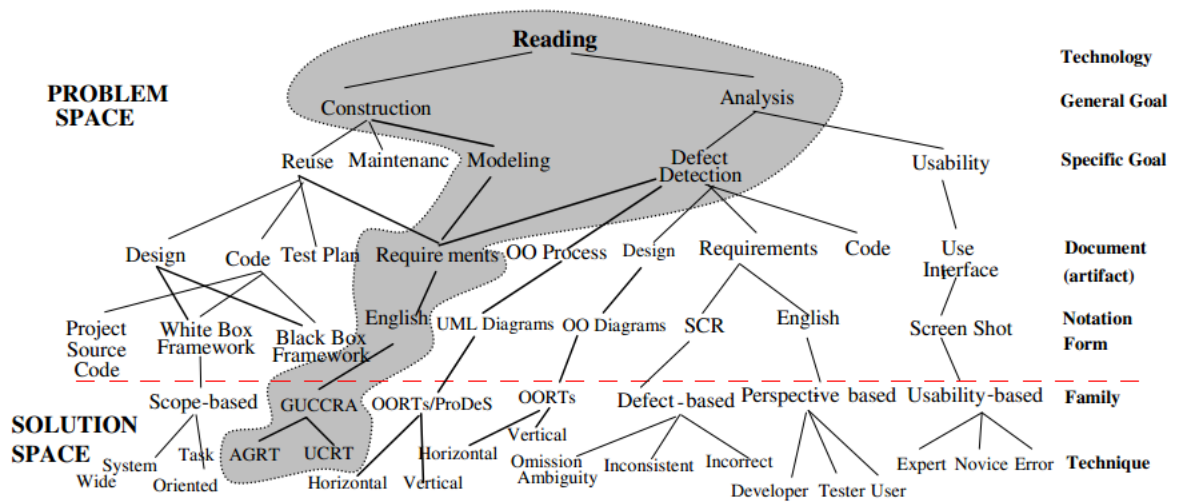 Reading
Technology
PROBLEM
SPACE
Construction
Analysis
General Goal
Reuse
Maintenanc
Modeling
Defect
Detection
Usability
Specific Goal
Design
Code
Test Plan
Require ments
OO Process
Design
Requirements
Code
Use
Interface
Document
(artifact)
Project
Source
Code
White Box
Framework
Black Box
Framework
English
UML Diagrams
OO Diagrams
SCR
English
Screen Shot
Notation
Form
SOLUTION
SPACE
Scope-based
GUCCRA
OORTs/ProDeS
OORTs
Defect-based
Perspective based
Usability-based
Family
System
Wide
Task
Oriented
AGRT
UCRT
Horizontal
Vertical
Horizontal
Vertical
Omission
Ambiguity
Inconsistent
Incorrect
Developer
Tester
User
Expert
Novice
Error
Technique